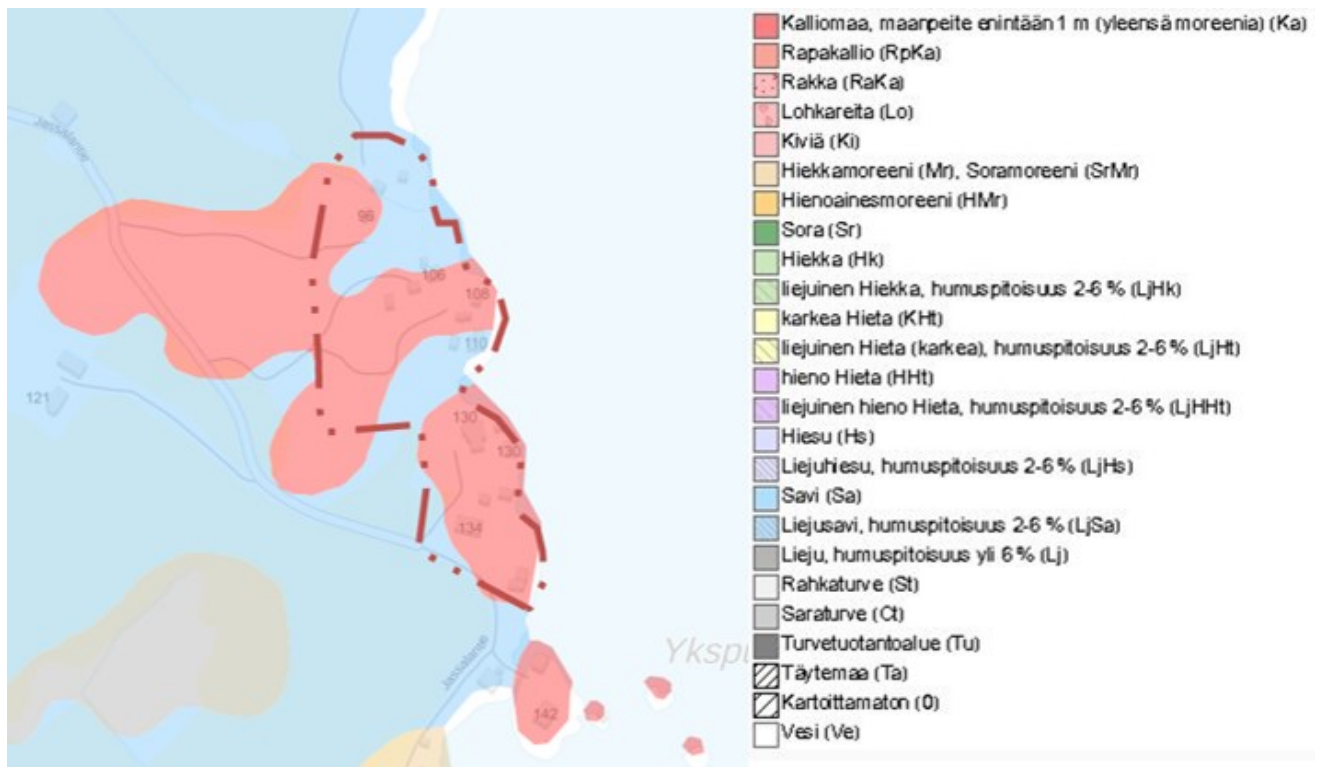 Kalliomaa, maanpeite enintään 1 m (yleensä moreenia) (Ka)
Rapakallio (RpKa)
Rakka (RaKa)
Lohkareita (Lo)
Kiviä (Ki)
Hiekkamoreeni (Mr), Soramoreeni (SrMr)
Hienoainesmoreeni (HMr)
Sora (Sr)
Hiekka (Hk)
liejuinen Hiekka, humuspitoisuus 2-6 % (LjHk)
karkea Hieta (KHt)
liejuinen Hieta (karkea), humuspitoisuus 2-6 % (LjHt)
hieno Hieta (HHt)
liejuinen hieno Hieta, humuspitoisuus 2-6 % (LjHHt)
Hiesu (Hs)
Liejuhiesu, humuspitoisuus 2-6 % (LjHs)
Savi (Sa)
Liejusavi, humuspitoisuus 2-6 % (LjSa)
Lieju, humuspitoisuus yli 6 % (Lj)
Rahkaturve (St)
Saraturve (Ct)
Turvetuotantoalue (Tu)
Täytemaa (Ta)
Kartoittamaton (0)
Vesi (Ve)
Jassalantie
96
106
108
110
121
130
130
134
Jassalantie
Ykspu
142